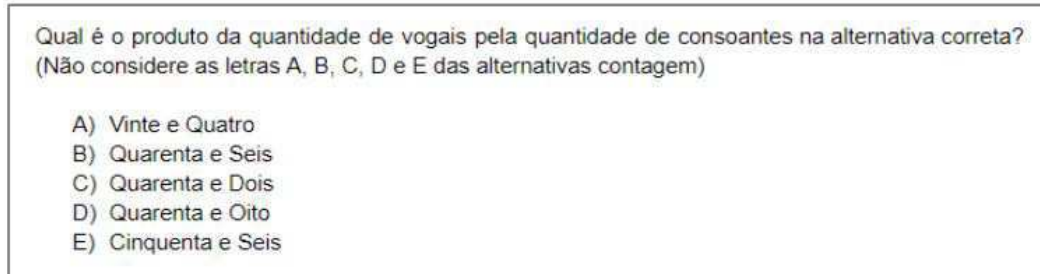 Qual é o produto da quantidade de vogais pela quantidade de consoantes na alternativa correta?
(Não considere as letras A, B, C, D e E das alternativas contagem)
A) Vinte e Quatro
B) Quarenta e Seis
C) Quarenta e Dois
D) Quarenta e Oito
E) Cinquenta e Seis